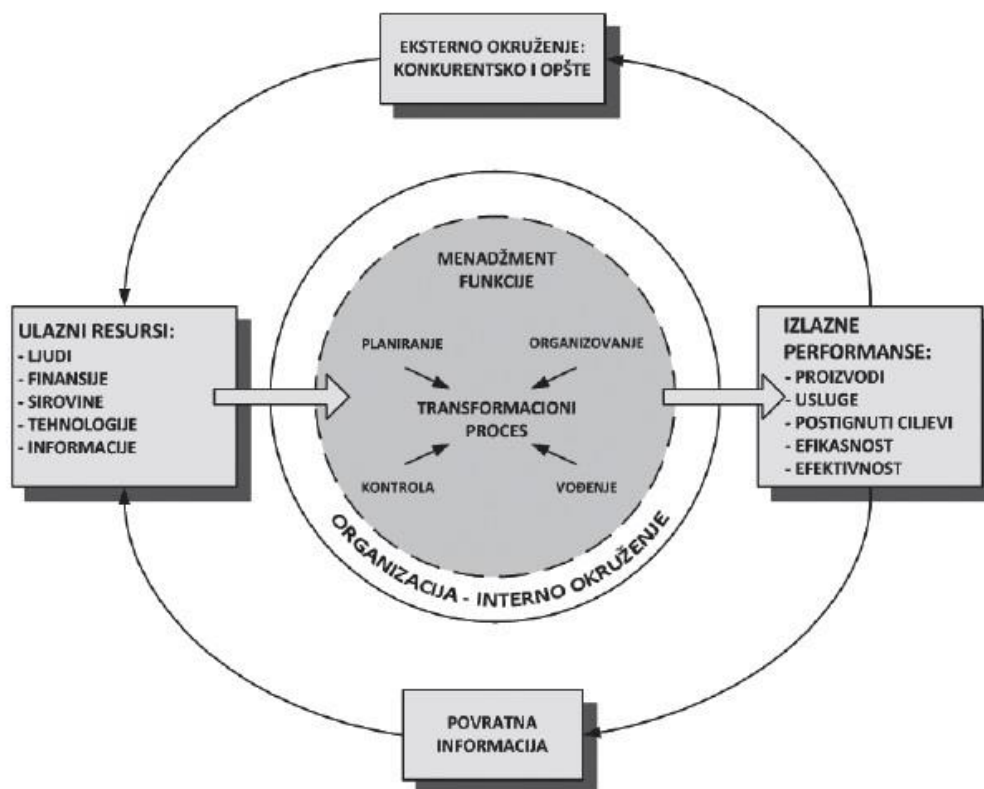 EKSTERNO OKRUŽENJE:
KONKURENTSKO I OPŠTE
MENADŽMENT
FUNKCIJE
ULAZNI RESURSI:
- LJUDI
- FINANSIJE
- SIROVINE
- TEHNOLOGIJE
- INFORMACIJE
PLANIRANJE
ORGANIZOVANJE
TRANSFORMACIONI
PROCES
KONTROLA
VOĐENJE
ORGANIZACIJA - INTERNO OKRUŽENJE
IZLAZNE
PERFORMANSE:
- PROIZVODI
- USLUGE
- POSTIGNUTI CILJEVI
- EFIKASNOST
- EFEKTIVNOST
POVRATNA
INFORMACIJA